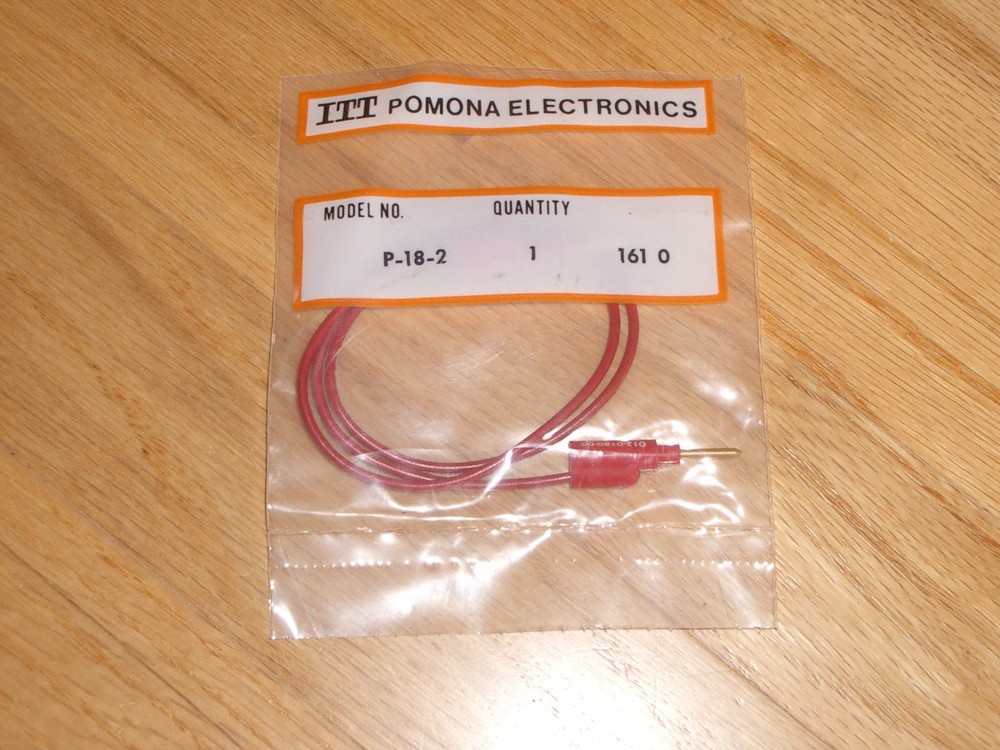 ITT POMONA ELECTRONICS
MODEL NO. QUANTITY
P-18-2 1 161 0